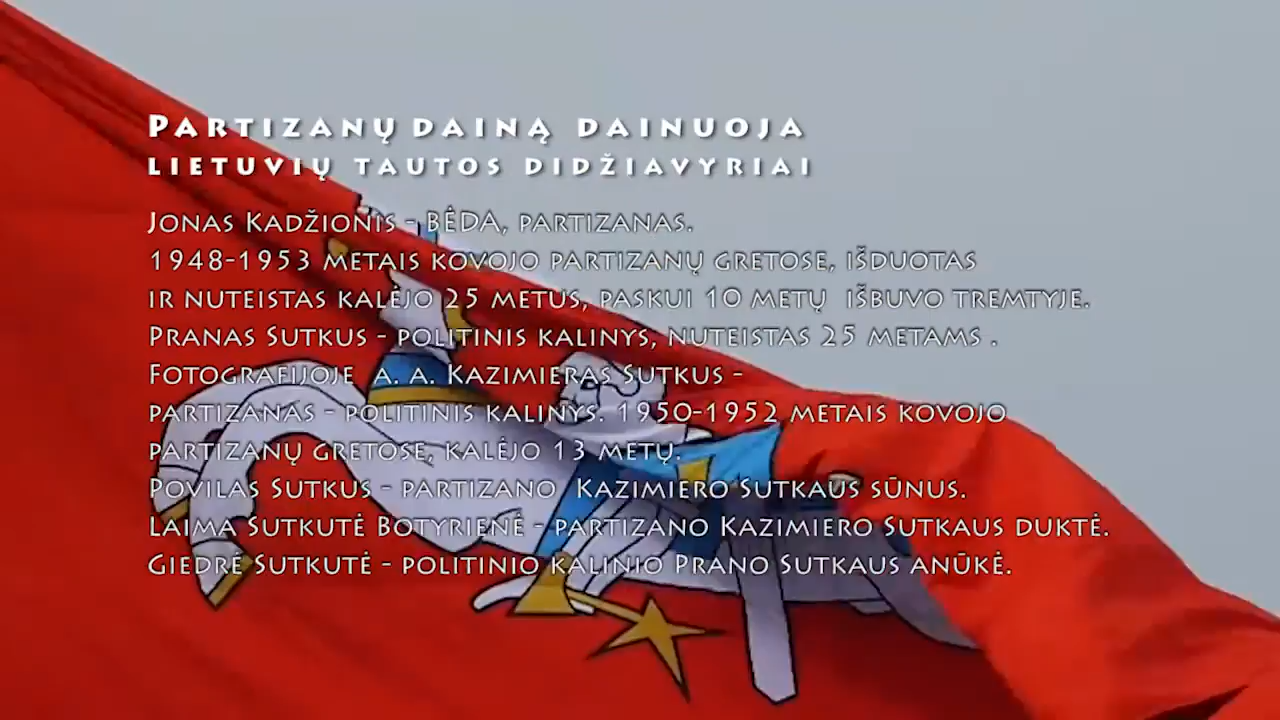 Partizanų dainą dainuoja
lietuvių tautos didžiavyriai
Jonas Kadžionis - BĖDA, partizanas.
1948-1953 metais kovojo partizanų gretose, išduotas
ir nuteistas kalėjo 25 metus, paskui 10 metų išbuvo tremtyje.
Pranas Sutkus - politinis kalinys, nuteistas 25 metams .
Fotografijoje a. a. Kazimieras Sutkus -
partizanas - politinis kalinys. 1950-1952 metais kovojo
partizanų gretose, kalėjo 13 metų.
Povilas Sutkus - partizano Kazimiero Sutkaus sūnus.
Laima Sutkutė Botyrienė - partizano Kazimiero Sutkaus duktė.
Giedrė Sutkutė - politinio kalinio Prano Sutkaus anūkė.